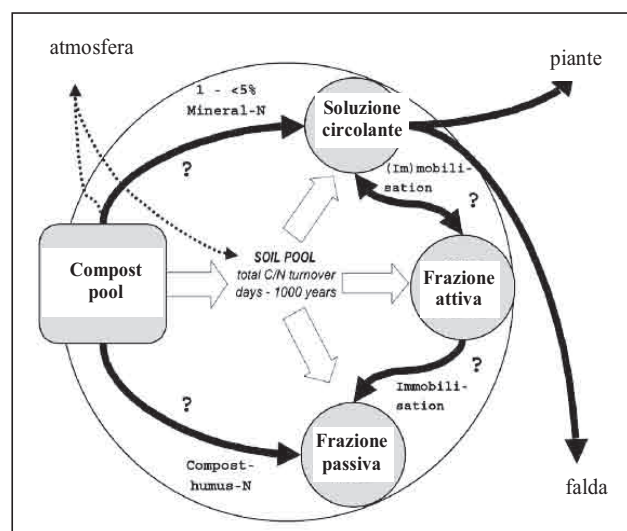 atmosfera
piante
1 - <5%
Mineral-N
Soluzione
circolante
?
(Im)mobili-
sation
?
SOIL POOL
total C/N turnover
days - 1000 years
Compost
pool
Frazione
attiva
?
?
Immobili-
sation
Frazione
passiva
Compost-
humus-N
falda